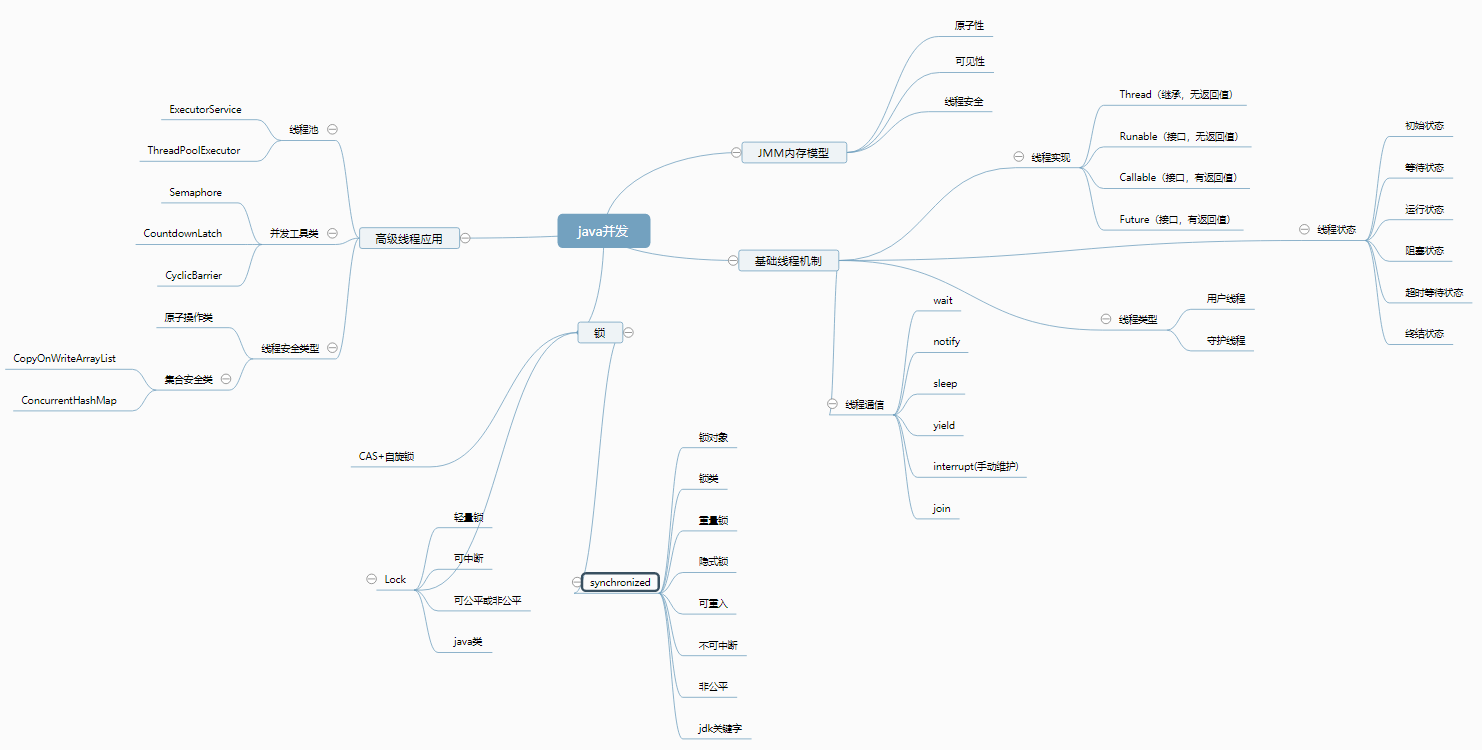 java并发
JMM内存模型
原子性
可见性
线程安全
基础线程机制
线程实现
Thread（继承，无返回值）
Runable（接口，无返回值）
Callable（接口，有返回值）
Future（接口，有返回值）
线程状态
初始状态
等待状态
运行状态
阻塞状态
超时等待状态
终结状态
线程类型
用户线程
守护线程
线程通信
wait
notify
sleep
yield
interrupt(手动维护)
join
锁
synchronized
锁对象
锁类
重量锁
隐式锁
可重入
不可中断
非公平
jdk关键字
Lock
轻量锁
可中断
可公平或非公平
java类
CAS+自旋锁
高级线程应用
线程池
ExecutorService
ThreadPoolExecutor
并发工具类
Semaphore
CountdownLatch
CyclicBarrier
线程安全类型
原子操作类
集合安全类
CopyOnWriteArrayList
ConcurrentHashMap